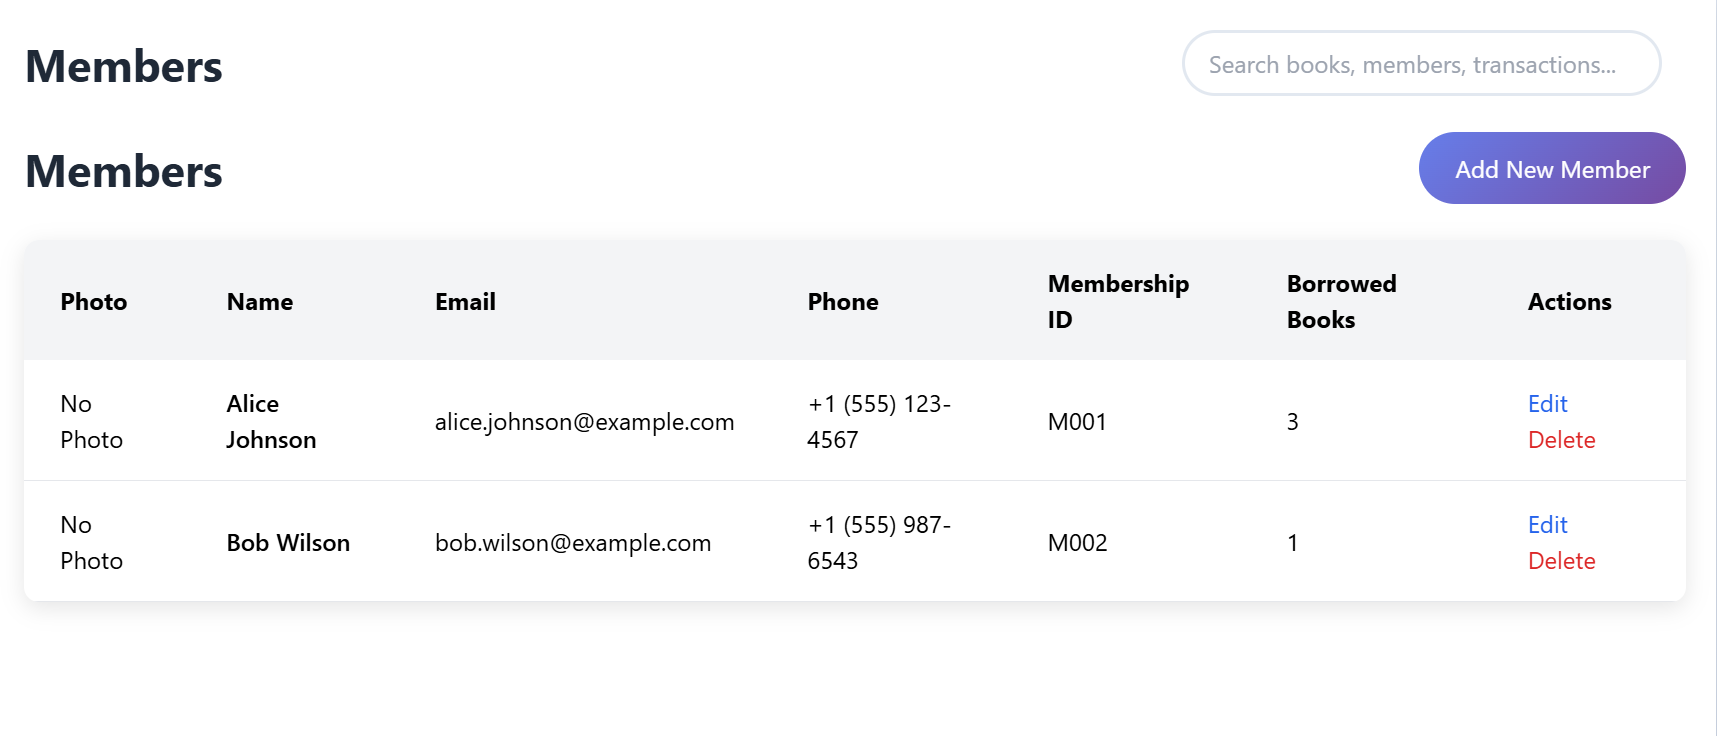 Members
Search books, members, transactions...
Members
Add New Member
Photo
Name
Email
Phone
Membership
ID
Borrowed
Books
Actions
No
Photo
Alice
Johnson
alice.johnson@example.com
+1 (555) 123-
4567
M001
3
Edit
Delete
No
Photo
Bob Wilson
bob.wilson@example.com
+1 (555) 987-
6543
M002
1
Edit
Delete